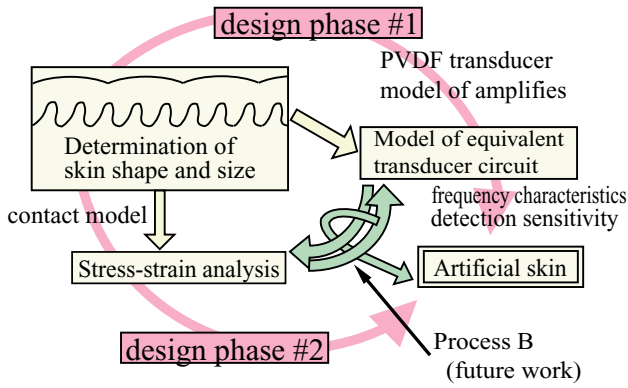 design phase #1
PVDF transducer
model of amplifies
Determination of
skin shape and size
Model of equivalent
transducer circuit
frequency characteristics
detection sensitivity
contact model
Stress-strain analysis
Artificial skin
design phase #2
Process B
(future work)